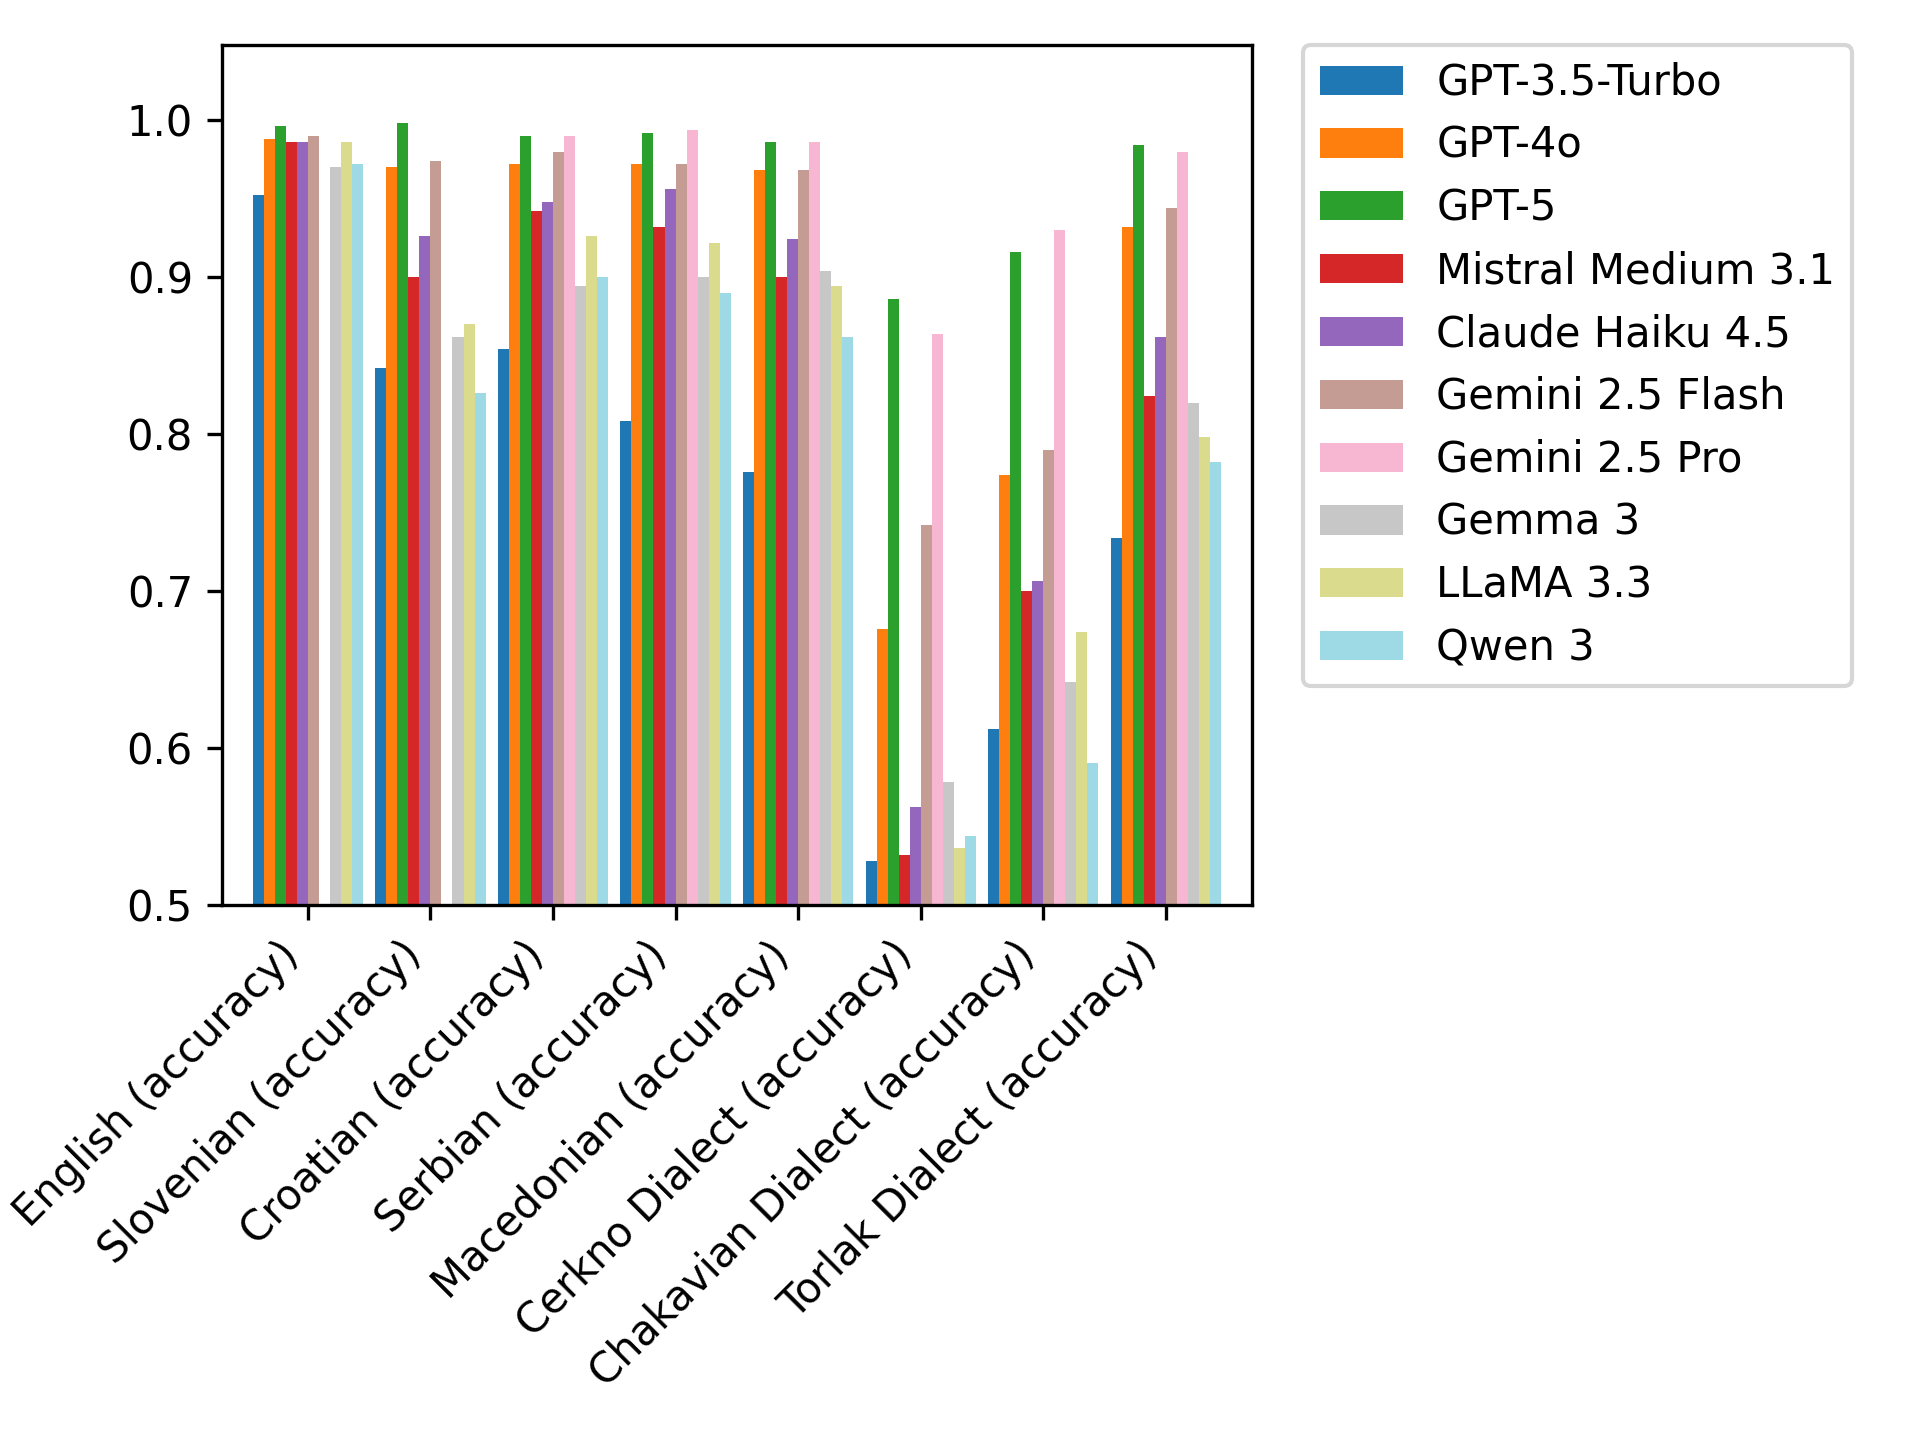 1.0
0.9
0.8
0.7
0.6
0.5
English (accuracy)
Slovenian (accuracy)
Croatian (accuracy)
Serbian (accuracy)
Macedonian (accuracy)
Cerkno Dialect (accuracy)
Chakavian Dialect (accuracy)
Torlak Dialect (accuracy)
GPT-3.5-Turbo
GPT-4o
GPT-5
Mistral Medium 3.1
Claude Haiku 4.5
Gemini 2.5 Flash
Gemini 2.5 Pro
Gemma 3
LLaMA 3.3
Qwen 3